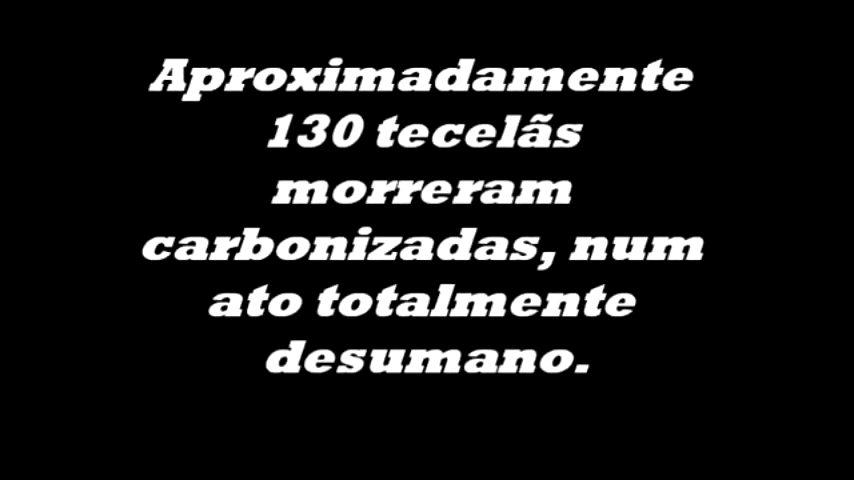 Aproximadamente
130 tecelãs
morreram
carbonizadas, num
ato totalmente
desumano.